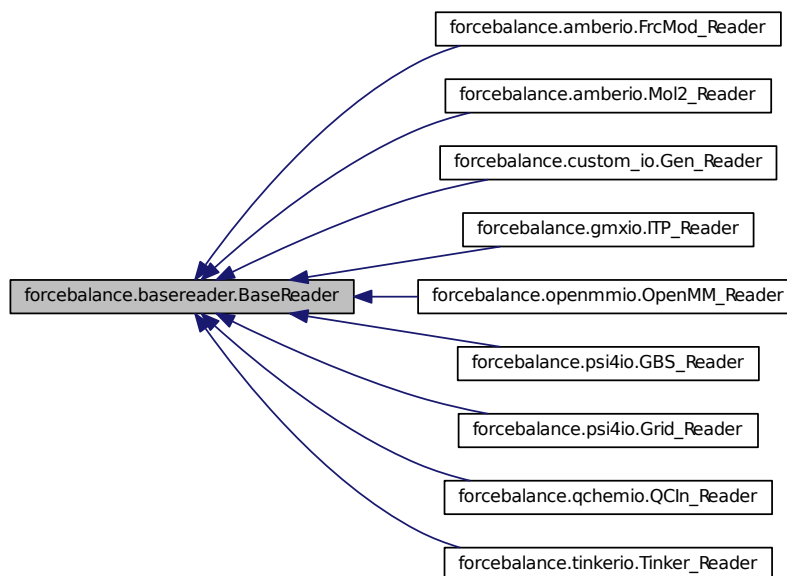 forcebalance.amberio.FrcMod_Reader
forcebalance.amberio.Mol2_Reader
forcebalance.custom_io.Gen_Reader
forcebalance.gmxio.ITP_Reader
forcebalance.basereader.BaseReader
forcebalance.openmmio.OpenMM_Reader
forcebalance.psi4io.GBS_Reader
forcebalance.psi4io.Grid_Reader
forcebalance.qchemio.QCIn_Reader
forcebalance.tinkerio.Tinker_Reader